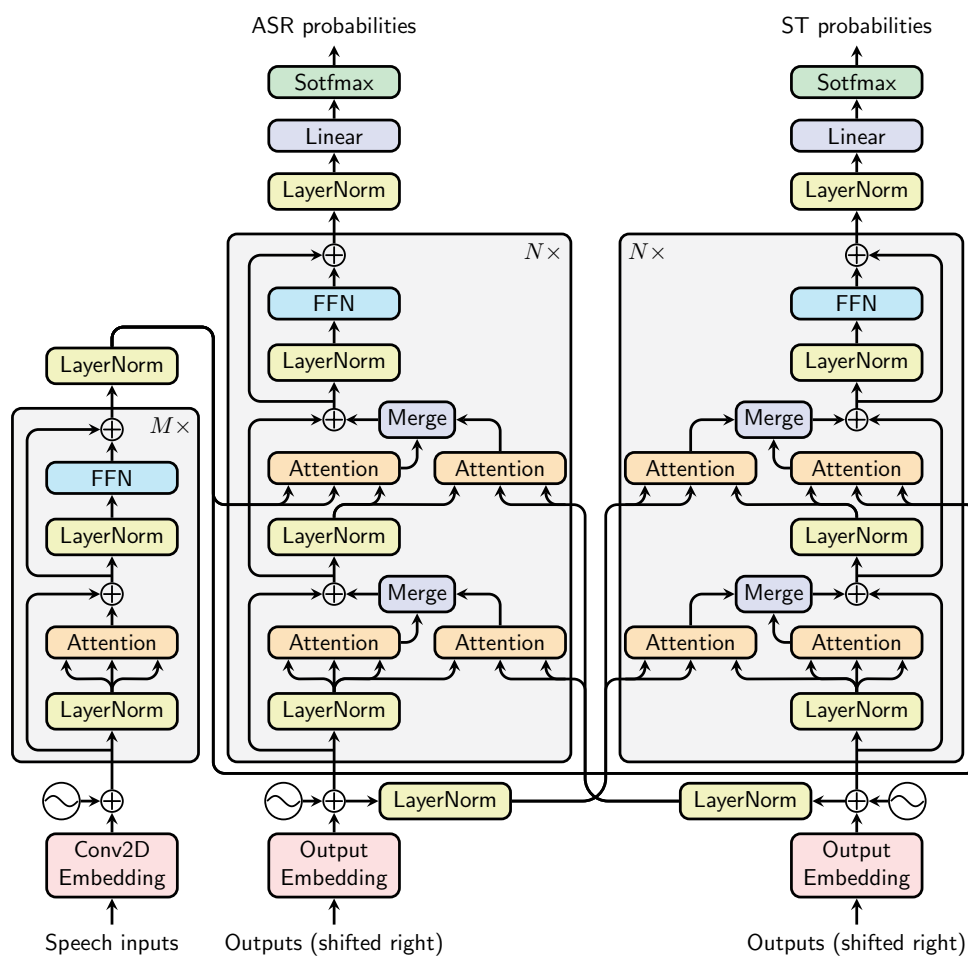 ASR probabilities
Sotfmax
Linear
LayerNorm
N×
FFN
LayerNorm
Merge
Attention
Attention
LayerNorm
Merge
Attention
Attention
LayerNorm
LayerNorm
Output
Embedding
Outputs (shifted right)
ST probabilities
Sotfmax
Linear
LayerNorm
N×
FFN
LayerNorm
Merge
Attention
Attention
LayerNorm
Merge
Attention
Attention
LayerNorm
LayerNorm
Output
Embedding
Outputs (shifted right)
LayerNorm
M×
FFN
LayerNorm
Attention
LayerNorm
Conv2D
Embedding
Speech inputs